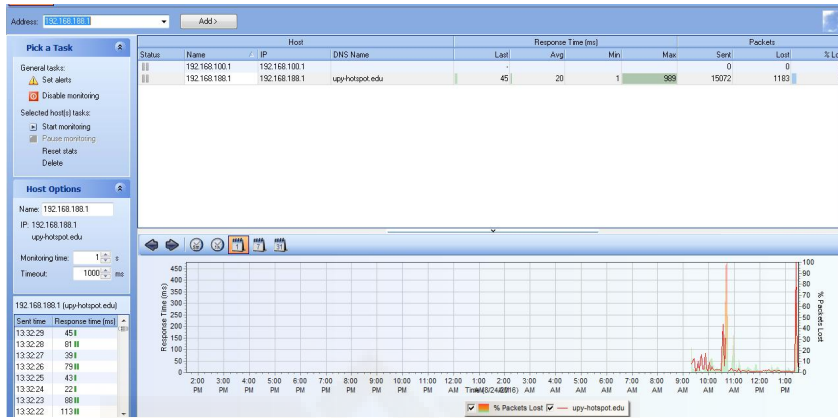 Address: 192.168.188.1 Add >
Pick a Task
General tasks:
Set alerts
Disable monitoring
Selected host(s) tasks:
Start monitoring
Pause monitoring
Reset stats
Delete
Host Options
Name: 192.168.188.1
IP: 192.168.188.1
upy-hotspot.edu
Monitoring time: 1 s
Timeout: 1000 ms
192.168.188.1 (upy-hotspot.edu)
Sent time Response time (ms)
13:32:29 45
13:32:28 81
13:32:27 39
13:32:26 79
13:32:25 43
13:32:24 22
13:32:23 88
13:32:22 113
Host Response Time (ms) Packets
Status Name IP DNS Name Last Avg Min Max Sent Lost % Lo
192.168.100.1 192.168.100.1 - 0 0
192.168.188.1 192.168.188.1 upy-hotspot.edu 45 20 1 989 15072 1183
1 7 31
Response Time (ms)
450
400
350
300
250
200
150
100
50
0
100
90
80
70
60
50
40
30
20
10
0
% Packets Lost
2:00 PM 3:00 PM 4:00 PM 5:00 PM 6:00 PM 7:00 PM 8:00 PM 9:00 PM 10:00 PM 11:00 PM 12:00 AM 1:00 AM 2:00 AM 3:00 AM 4:00 AM 5:00 AM 6:00 AM 7:00 AM 8:00 AM 9:00 AM 10:00 AM 11:00 AM 12:00 PM 1:00 PM
% Packets Lost upy-hotspot.edu